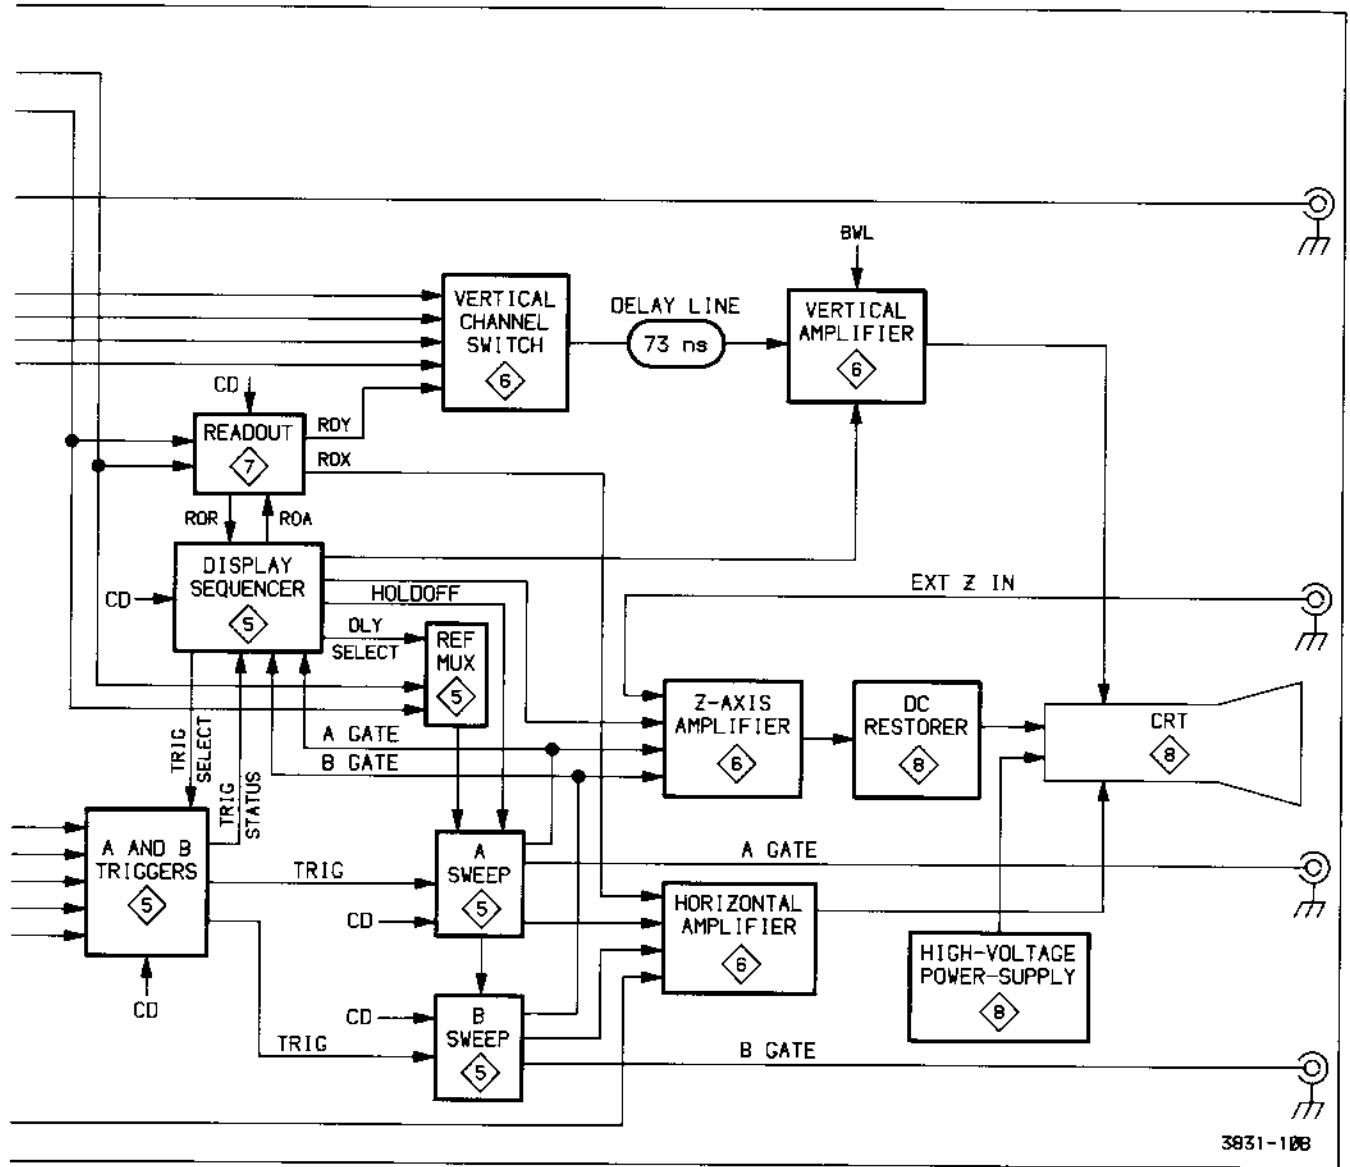 BWL
VERTICAL
CHANNEL
SWITCH
6
DELAY LINE
73 ns
VERTICAL
AMPLIFIER
6
CD
READOUT
7
RDY
RDX
ROR
ROA
DISPLAY
SEQUENCER
5
CD
HOLDOFF
DLY
SELECT
REF
MUX
5
EXT Z IN
TRIG
SELECT
TRIG
STATUS
A GATE
B GATE
Z-AXIS
AMPLIFIER
6
DC
RESTORER
8
CRT
8
A AND B
TRIGGERS
5
CD
TRIG
CD
A
SWEEP
5
A GATE
HORIZONTAL
AMPLIFIER
6
HIGH-VOLTAGE
POWER-SUPPLY
8
TRIG
CD
B
SWEEP
5
B GATE
3831-10B